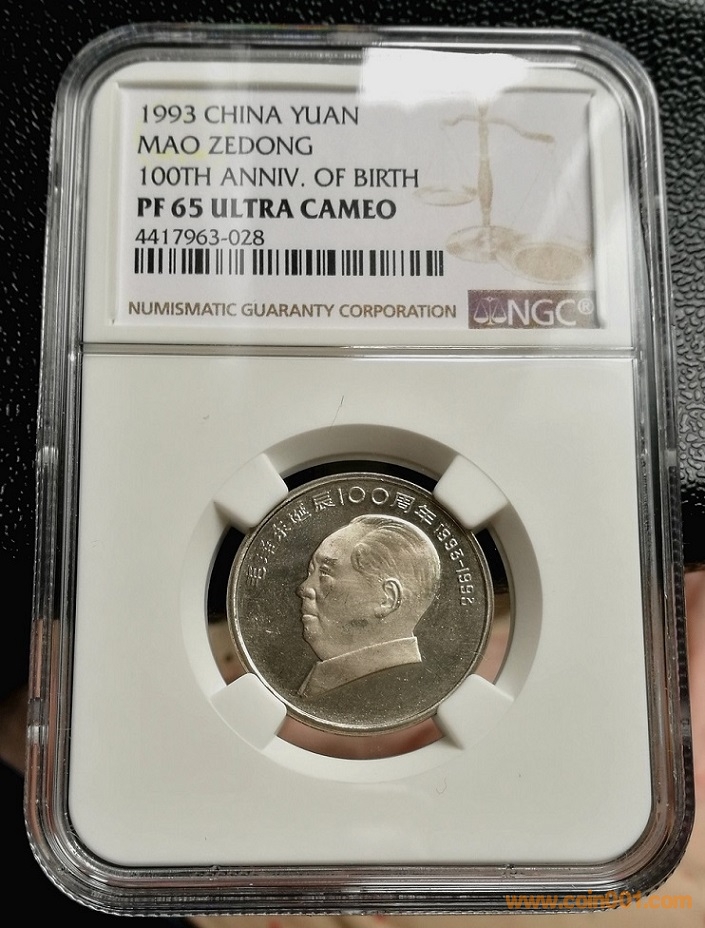 1993 CHINA YUAN
MAO ZEDONG
100TH ANNIV. OF BIRTH
PF 65 ULTRA CAMEO
4417963-028
NUMISMATIC GUARANTY CORPORATION NGC®
毛泽东诞辰100周年1893-1993
www.coin001.com